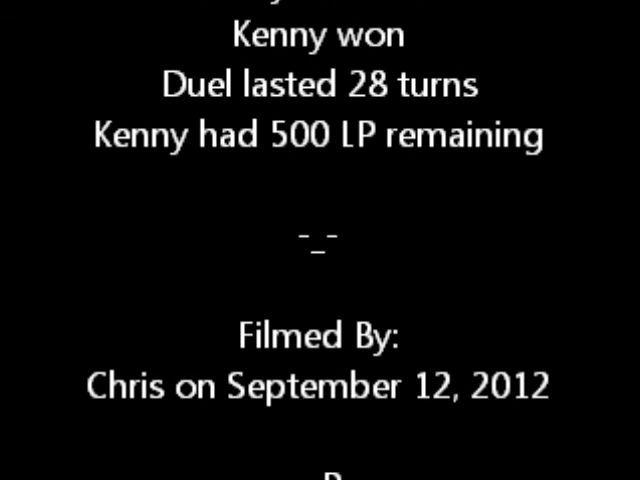 Kenny won
Duel lasted 28 turns
Kenny had 500 LP remaining
-_-
Filmed By:
Chris on September 12, 2012